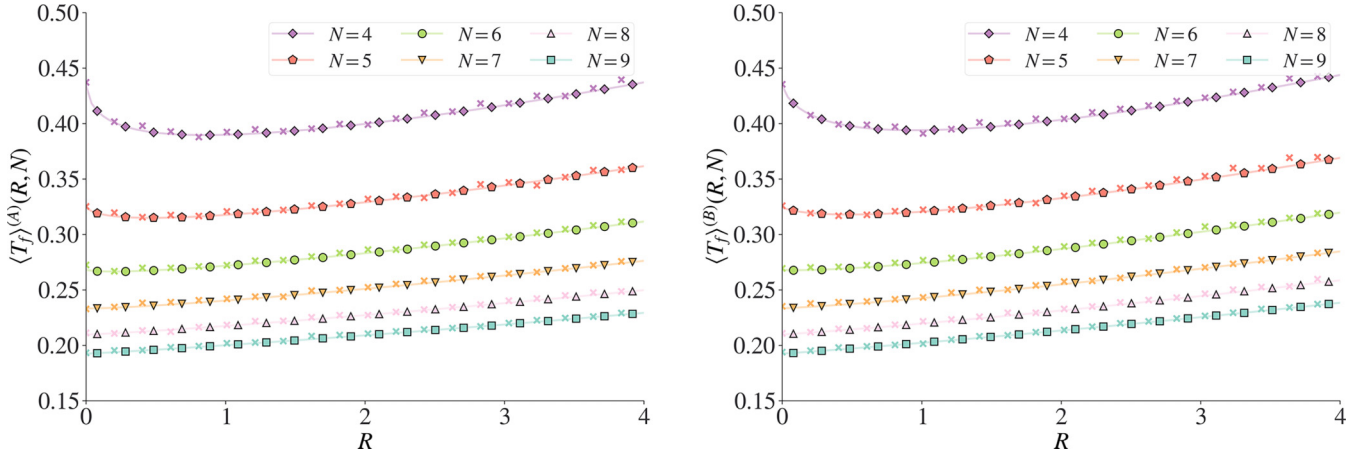 0.50
0.45
0.40
0.35
0.30
0.25
0.20
0.15
⟨T_f⟩^(A)(R, N)
N=4 N=6 N=8
N=5 N=7 N=9
0 1 2 3 4
R
0.50
0.45
0.40
0.35
0.30
0.25
0.20
0.15
⟨T_f⟩^(B)(R, N)
N=4 N=6 N=8
N=5 N=7 N=9
0 1 2 3 4
R